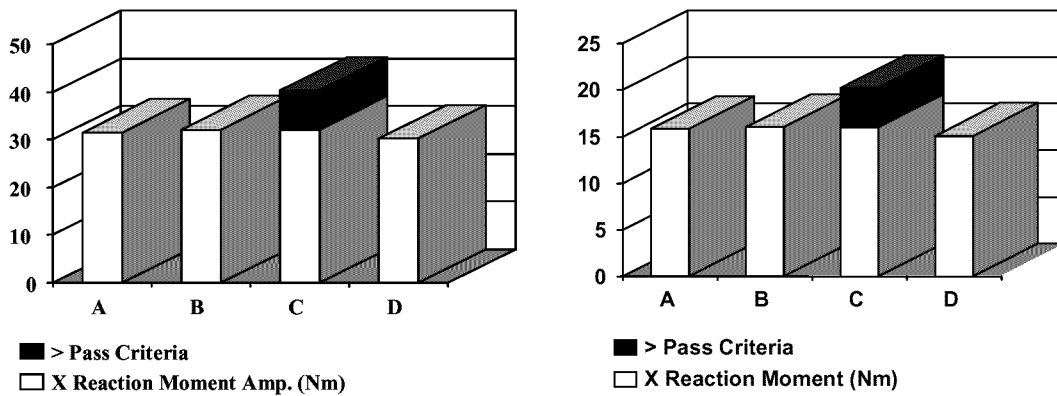 50
40
30
20
10
0
A B C D
> Pass Criteria
X Reaction Moment Amp. (Nm)
25
20
15
10
5
0
A B C D
> Pass Criteria
X Reaction Moment (Nm)